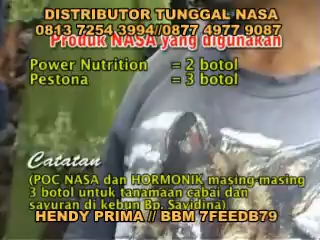 DISTRIBUTOR TUNGGAL NASA
0813 7254 3994//0877 4977 9087
Produk NASA yang digunakan
Power Nutrition = 2 botol
Pestona = 3 botol
Catatan
(POC NASA dan HORMONIK masing-masing
3 botol untuk tanamaan cabai dan
sayuran di kebun Bp. Sayidina).
HENDY PRIMA // BBM 7FEEDB79